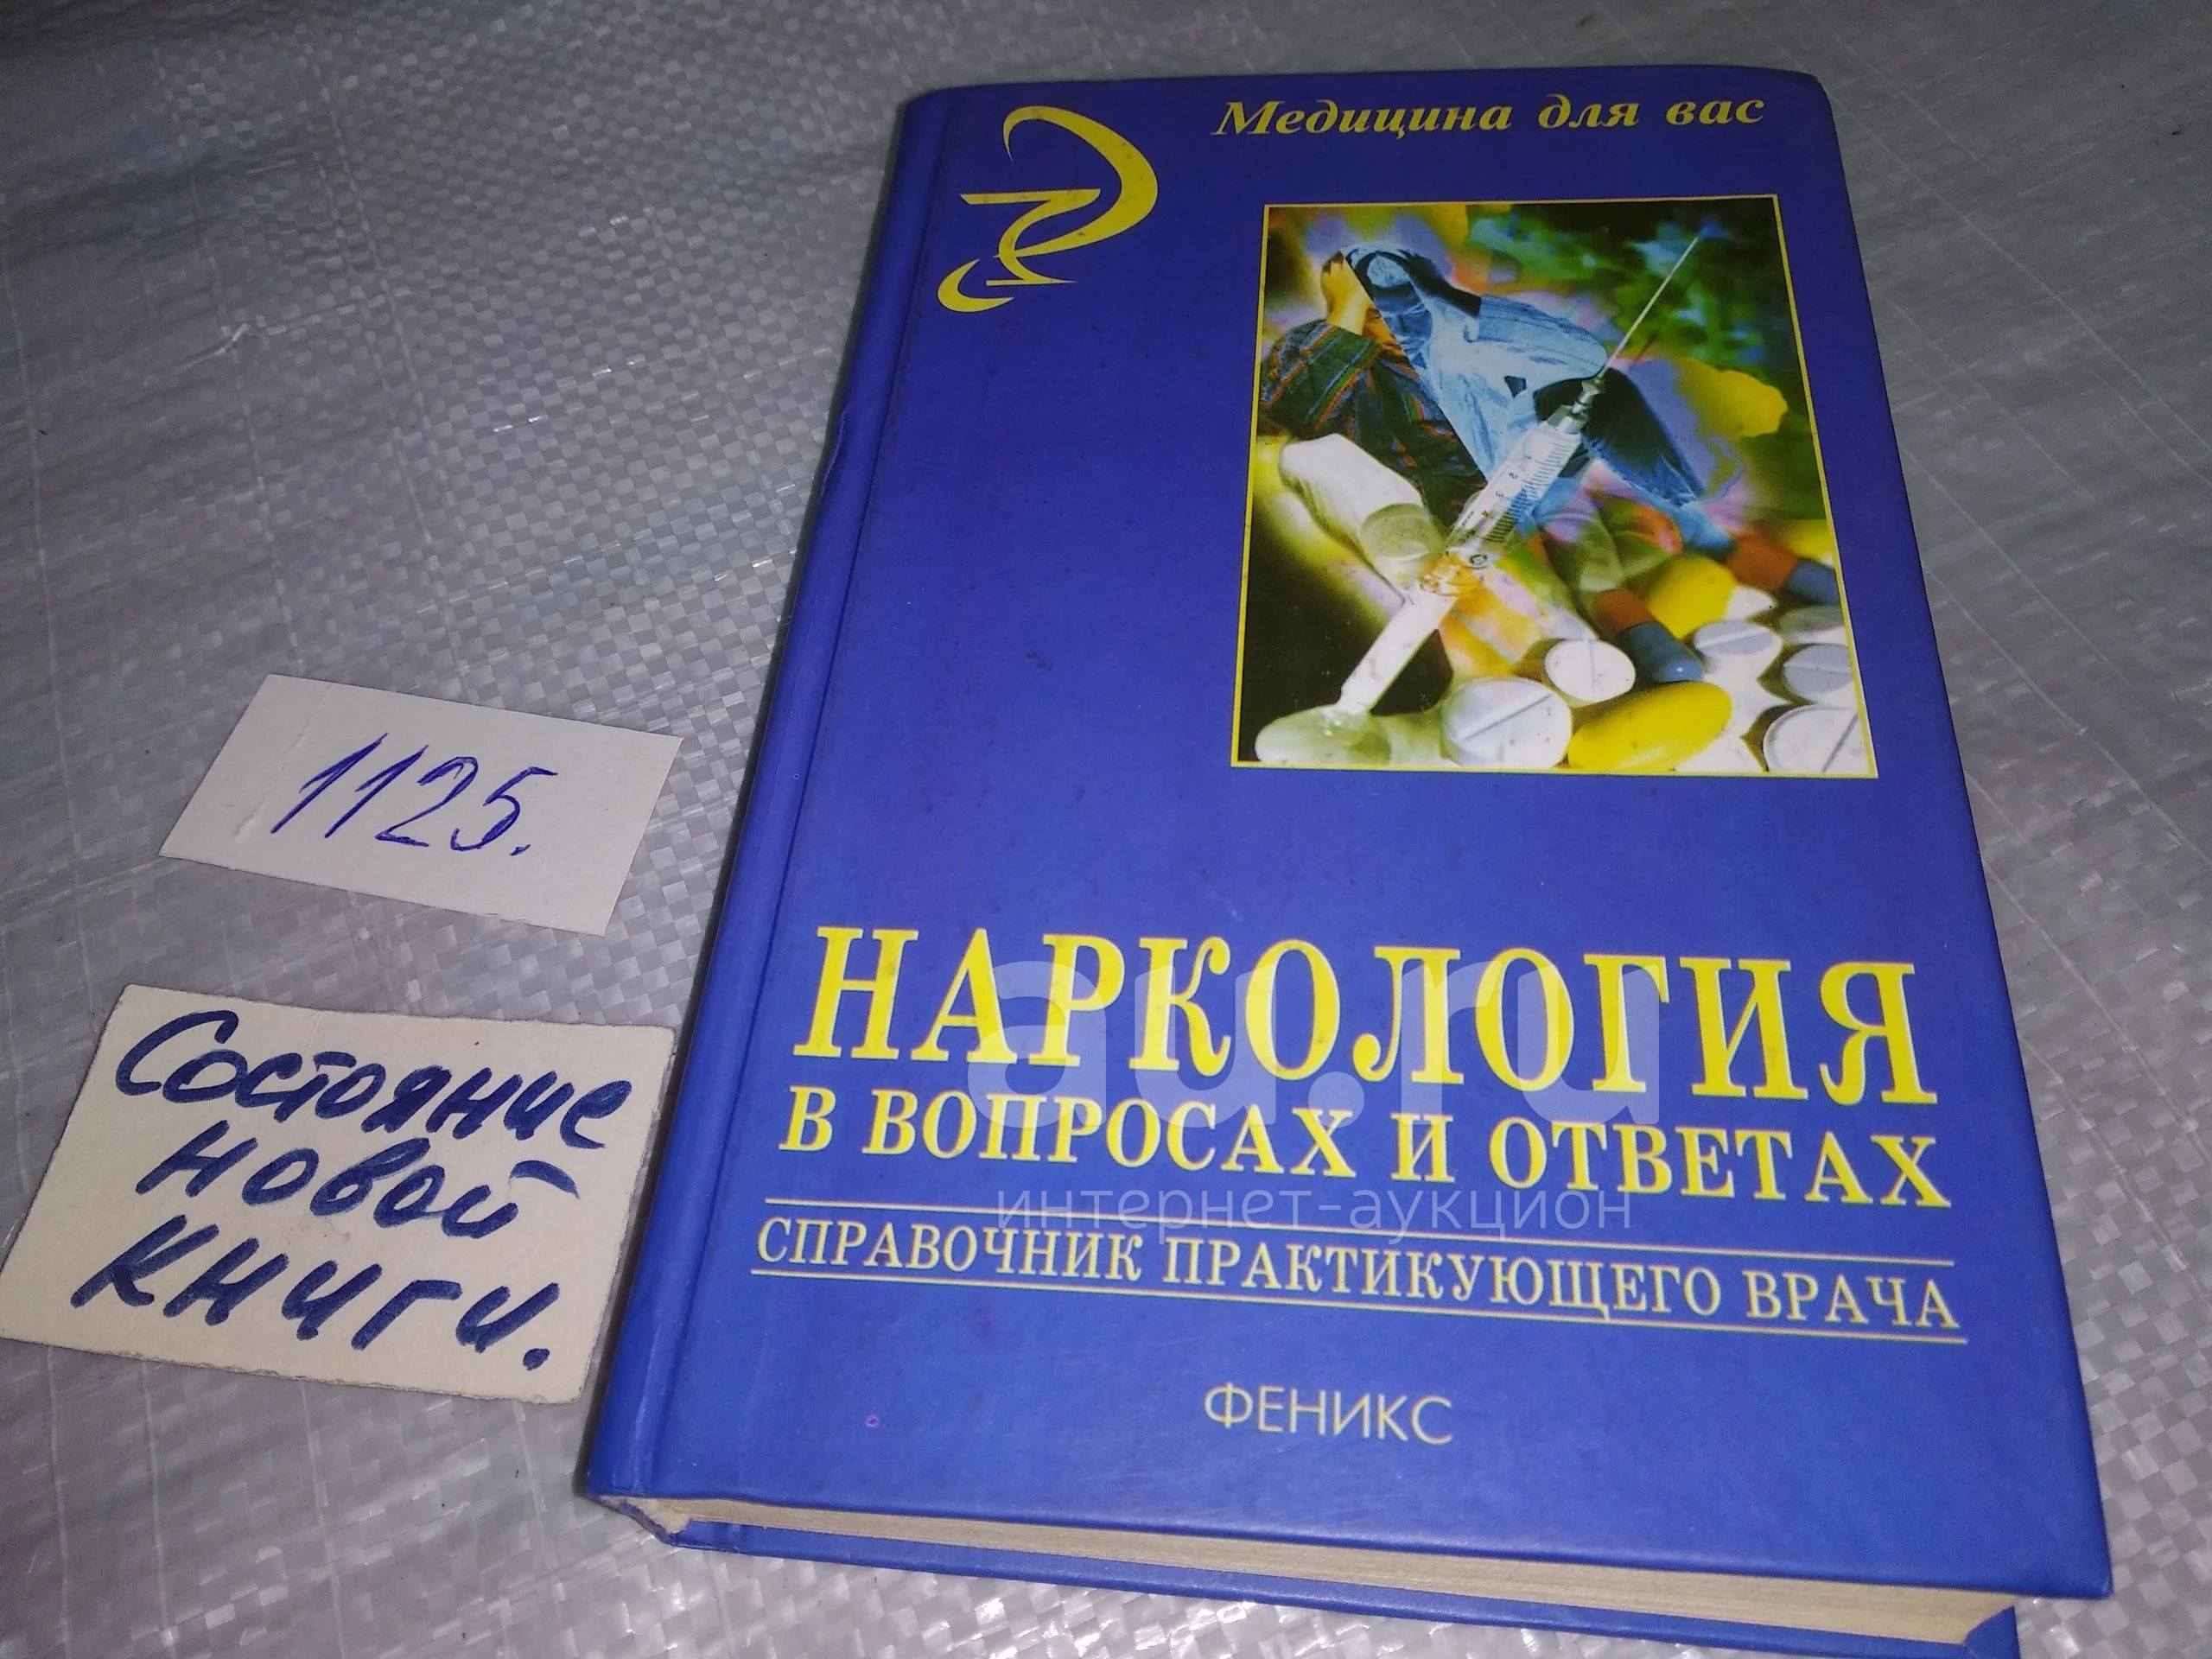 Медицина для вас
1125.
Состояние
новой
книги.
НАРКОЛОГИЯ
В ВОПРОСАХ И ОТВЕТАХ
СПРАВОЧНИК ПРАКТИКУЮЩЕГО ВРАЧА
ФЕНИКС
au.ru
интернет-аукцион